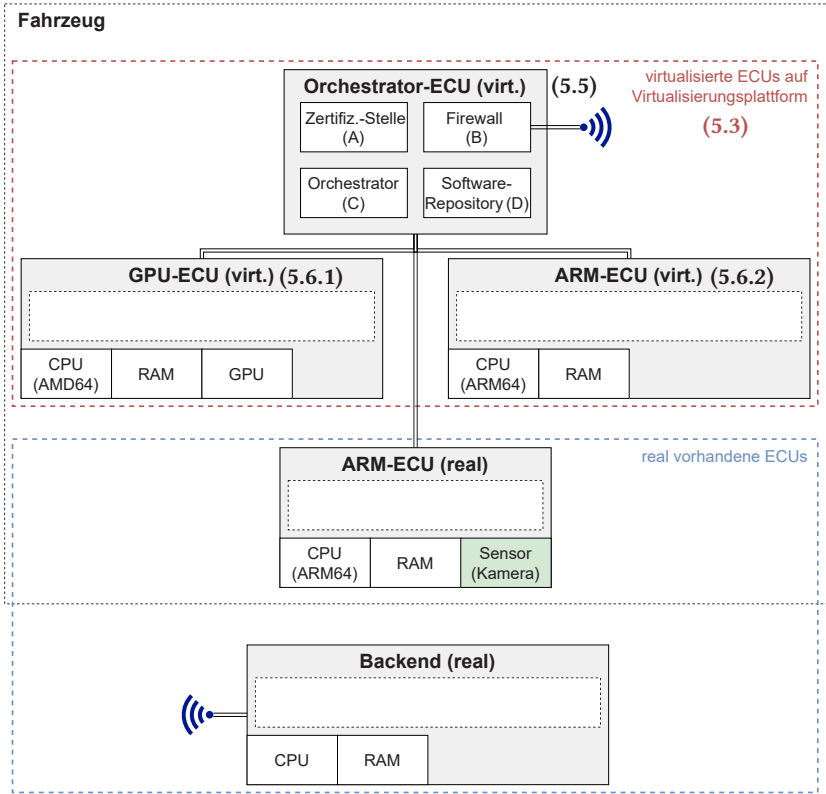 Fahrzeug
virtualisierte ECUs auf
Virtualisierungsplattform
(5.3)
Orchestrator-ECU (virt.) (5.5)
Zertifiz.-Stelle
(A)
Firewall
(B)
Orchestrator
(C)
Software-
Repository (D)
GPU-ECU (virt.) (5.6.1)
CPU
(AMD64)
RAM
GPU
ARM-ECU (virt.) (5.6.2)
CPU
(ARM64)
RAM
real vorhandene ECUs
ARM-ECU (real)
CPU
(ARM64)
RAM
Sensor
(Kamera)
Backend (real)
CPU
RAM